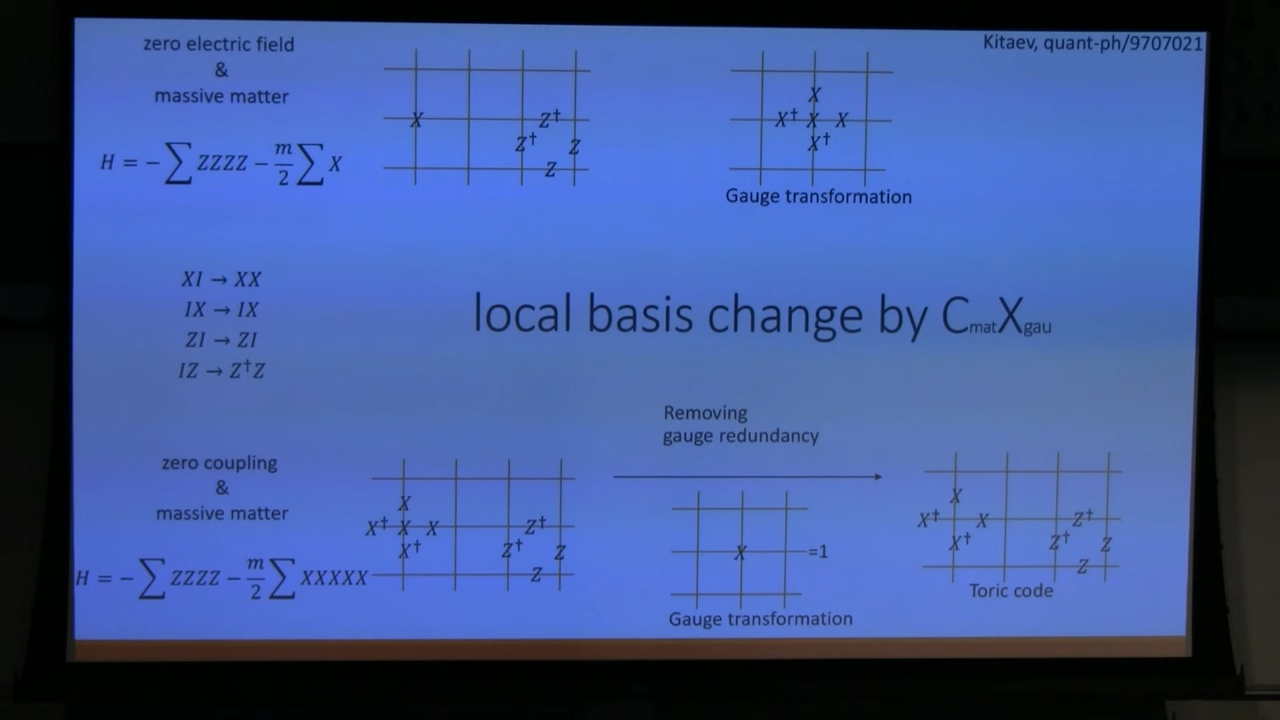 zero electric field
&
massive matter
H = −∑ ZZZZ − m/2 ∑ X
X
Z†
Z†
Z
Z
X
X† X X
X†
Gauge transformation
Kitaev, quant-ph/9707021
XI → XX
IX → IX
ZI → ZI
IZ → Z†Z
local basis change by CmatXgau
zero coupling
&
massive matter
H = −∑ ZZZZ − m/2 ∑ XXXXX
X
X† X X
X†
Z†
Z†
Z
Z
Removing
gauge redundancy
X
=1
Gauge transformation
X
X† X
X†
Z†
Z†
Z
Z
Toric code